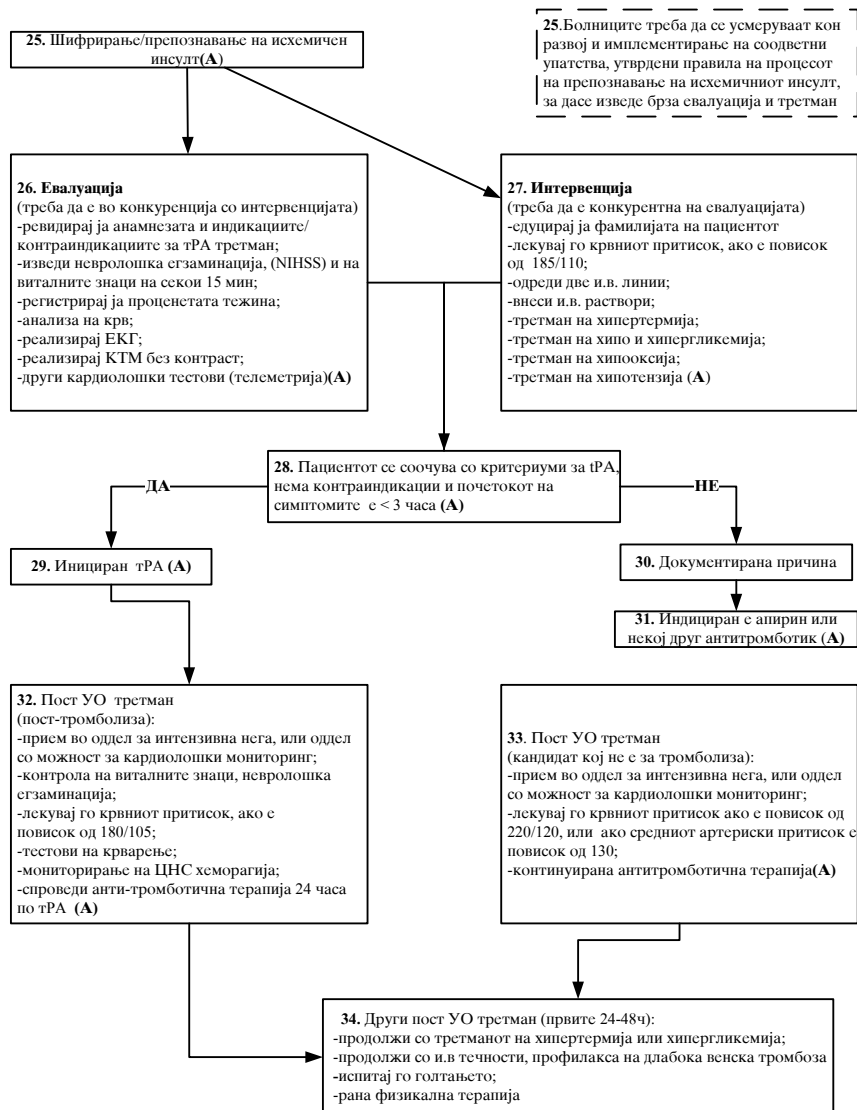 25. Шифрирање/препознавање на исхемичен
инсулт(А)
25.Болниците треба да се усмеруваат кон
развој и имплементирање на соодветни
упатства, утврдени правила на процесот
на препознавање на исхемичниот инсулт,
за дасе изведе брза евалуација и третман
26. Евалуација
(треба да е во конкуренција со интервенцијата)
-ревидирај ја анамнезата и индикациите/
контраиндикациите за тРА третман;
-изведи невролошка егзаминација, (NIHSS) и на
виталните знаци на секои 15 мин;
-регистрирај ја проценетата тежина;
-анализа на крв;
-реализирај ЕКГ;
-реализирај КТМ без контраст;
-други кардиолошки тестови (телеметрија)(А)
27. Интервенција
(треба да е конкурентна на евалуацијата)
-едуцирај ја фамилијата на пациентот
-лекувај го крвниот притисок, ако е повисок
од 185/110;
-одреди две и.в. линии;
-внеси и.в. раствори;
-третман на хипертермија;
-третман на хипо и хипергликемија;
-третман на хипооксија;
-третман на хипотензија (А)
28. Пациентот се соочува со критериуми за tPA,
нема контраиндикации и почетокот на
симптомите е < 3 часа (А)
ДА
НЕ
29. Инициран тРА (А)
30. Документирана причина
31. Индициран е апирин или
некој друг антитромботик (А)
32. Пост УО третман
(пост-тромболиза):
-прием во оддел за интензивна нега, или оддел
со можност за кардиолошки мониторинг;
-контрола на виталните знаци, невролошка
егзаминација;
-лекувај го крвниот притисок, ако е
повисок од 180/105;
-тестови на крварење;
-мониторирање на ЦНС хеморагија;
-спроведи анти-тромботична терапија 24 часа
по тРА (А)
33. Пост УО третман
(кандидат кој не е за тромболиза):
-прием во оддел за интензивна нега, или оддел
со можност за кардиолошки мониторинг;
-лекувај го крвниот притисок ако е повисок од
220/120, или ако средниот артериски притисок е
повисок од 130;
-континуирана антитромботична терапија(А)
34. Други пост УО третман (првите 24-48ч):
-продолжи со третманот на хипертермија или хипергликемија;
-продолжи со и.в течности, профилакса на длабока венска тромбоза
-испитај го голтањето;
-рана физикална терапија